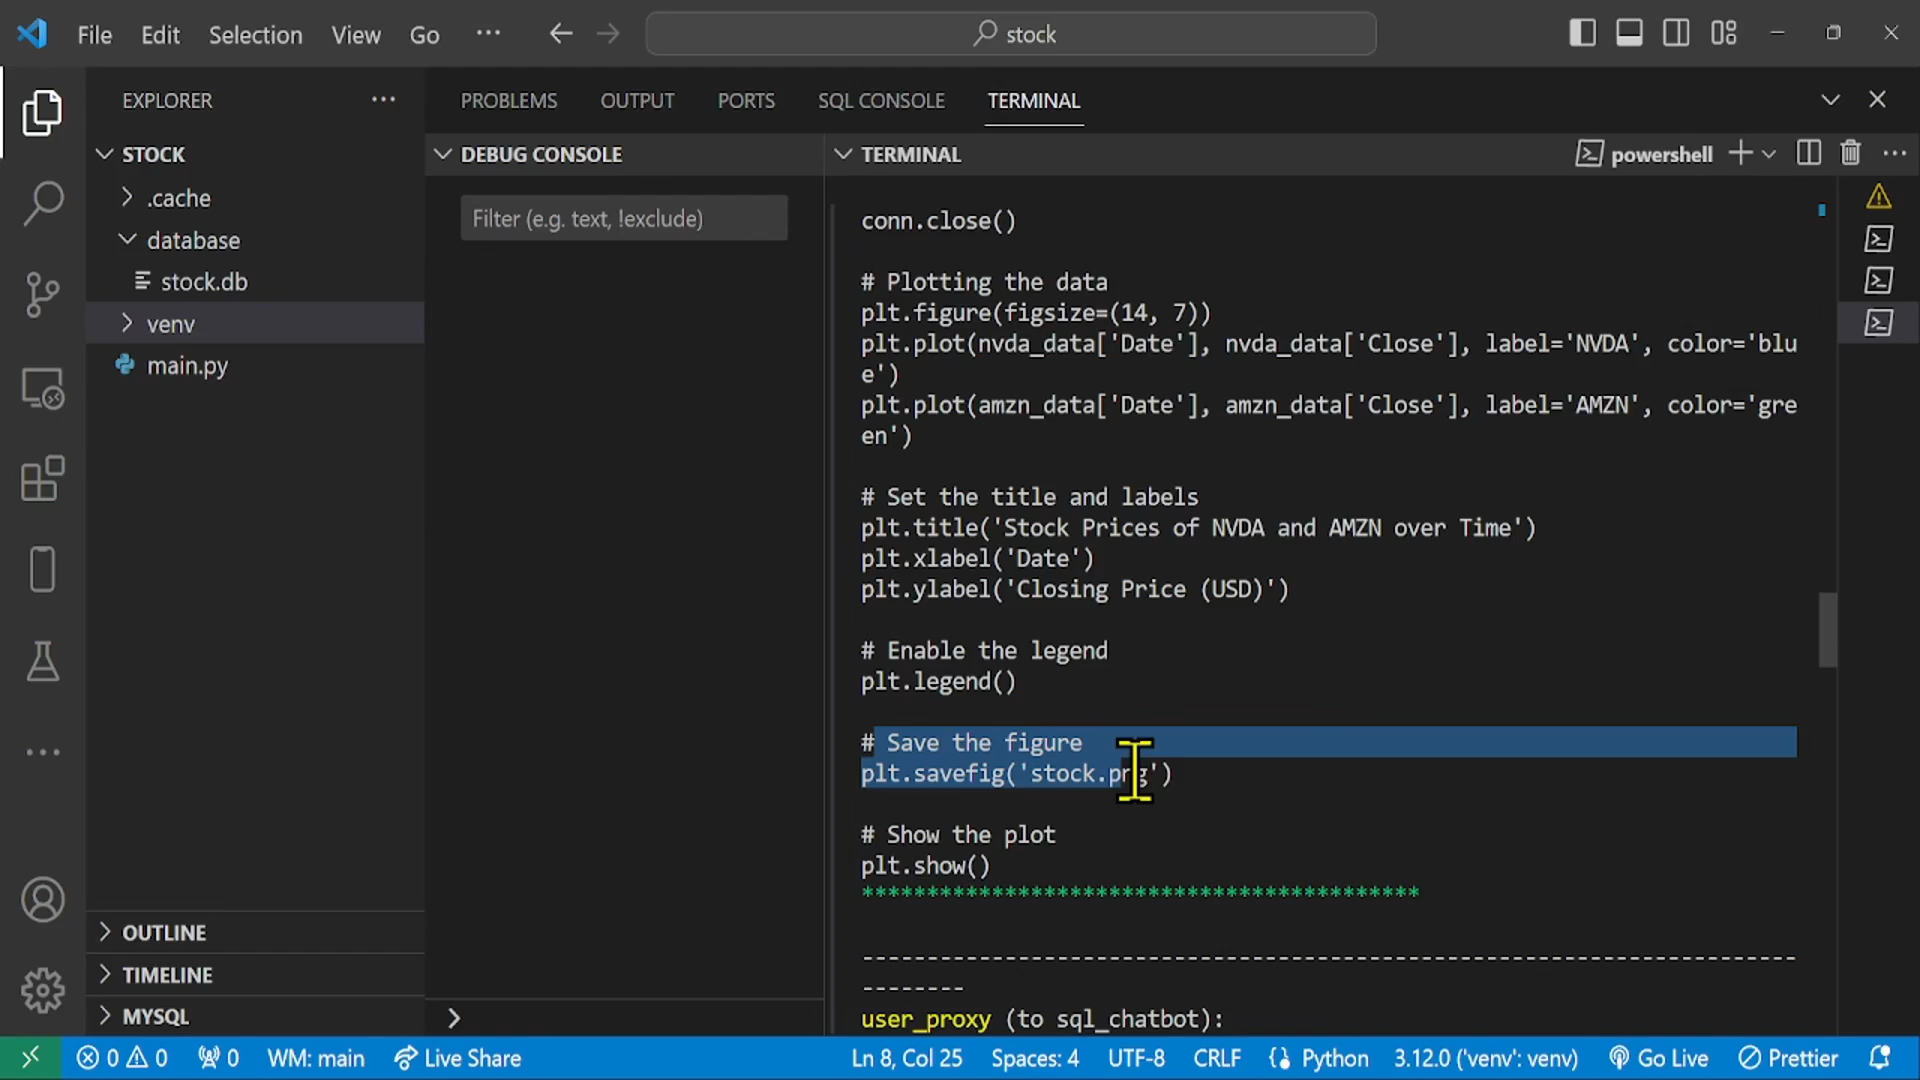 File Edit Selection View Go ··· stock
EXPLORER ···
PROBLEMS OUTPUT PORTS SQL CONSOLE TERMINAL
STOCK
DEBUG CONSOLE
TERMINAL
powershell
.cache
database
stock.db
venv
main.py
Filter (e.g. text, !exclude)
conn.close()
# Plotting the data
plt.figure(figsize=(14, 7))
plt.plot(nvda_data['Date'], nvda_data['Close'], label='NVDA', color='blu
e')
plt.plot(amzn_data['Date'], amzn_data['Close'], label='AMZN', color='gre
en')
# Set the title and labels
plt.title('Stock Prices of NVDA and AMZN over Time')
plt.xlabel('Date')
plt.ylabel('Closing Price (USD)')
# Enable the legend
plt.legend()
# Save the figure
plt.savefig('stock.png')
# Show the plot
plt.show()
*******************************************
------------------------------------------------------------------------
--------
user_proxy (to sql_chatbot):
OUTLINE
TIMELINE
MYSQL
0 0 0 WM: main Live Share Ln 8, Col 25 Spaces: 4 UTF-8 CRLF Python 3.12.0 ('venv': venv) Go Live Prettier